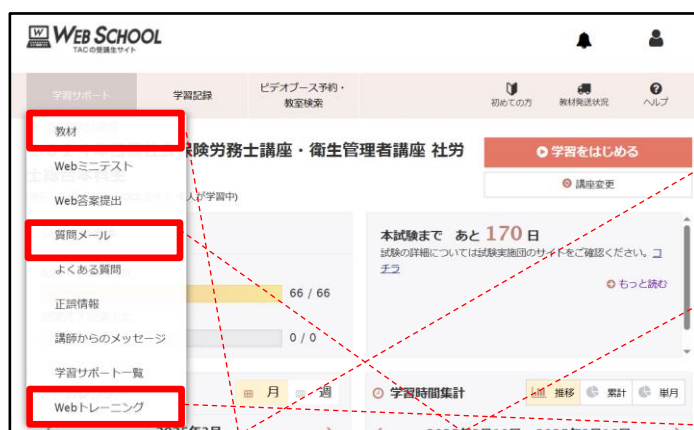 WEB SCHOOL
TACの受講生サイト
学習サポート
学習記録
ビデオブース予約・
教室検索
初めての方
教材発送状況
ヘルプ
教材
Webミニテスト
Web答案提出
質問メール
よくある質問
正誤情報
講師からのメッセージ
学習サポート一覧
Webトレーニング
険労務士講座・衛生管理者講座 社労
人が学習中)
学習をはじめる
講座変更
本試験まで あと 170 日
試験の詳細については試験実施団のサイトをご確認ください。コ
チラ
もっと読む
66 / 66
0 / 0
月
週
学習時間集計
推移
累計
単月